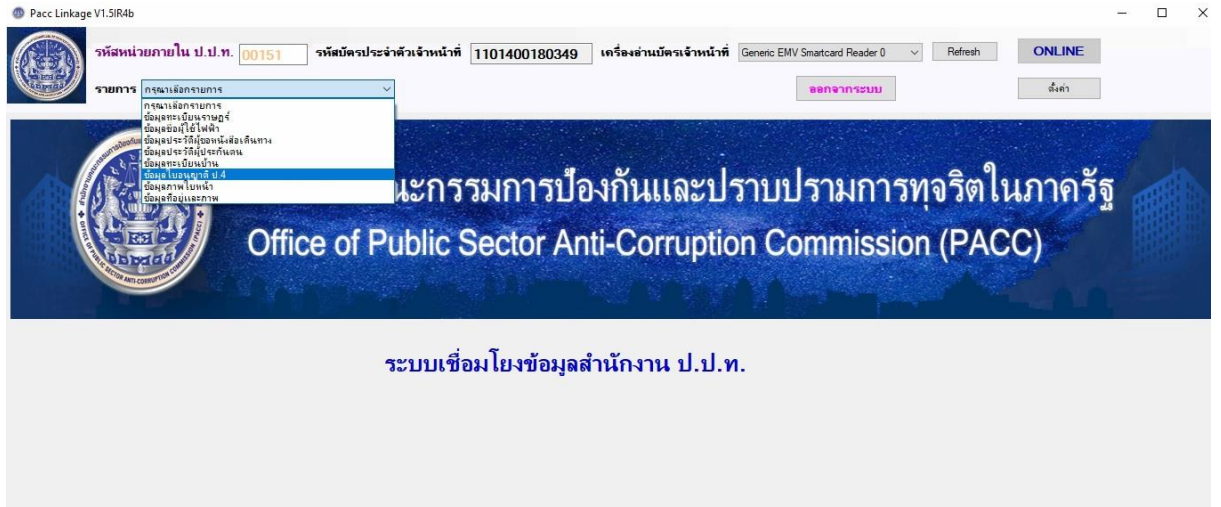 Pacc Linkage V1.5IR4b
รหัสหน่วยภายใน ป.ป.ท. 00151 รหัสบัตรประจำตัวเจ้าหน้าที่ 1101400180349 เครื่องอ่านบัตรเจ้าหน้าที่ Generic EMV Smartcard Reader 0 Refresh ONLINE
รายการ กรุณาเลือกรายการ ออกจากระบบ ตั้งค่า
กรุณาเลือกรายการ
ข้อมูลทะเบียนราษฎร์
ข้อมูลชื่อผู้ใช้ไฟฟ้า
ข้อมูลประวัติผู้ขอหนังสือเดินทาง
ข้อมูลประวัติผู้ประกันตน
ข้อมูลทะเบียนบ้าน
ข้อมูลใบอนุญาติ ป.4
ข้อมูลภาพใบหน้า
ข้อมูลที่อยู่และภาพ
นะกรรมการป้องกันและปราบปรามการทุจริตในภาครัฐ
Office of Public Sector Anti-Corruption Commission (PACC)
OFFICE OF PUBLIC SECTOR ANTI-CORRUPTION COMMISSION (PACC)
ระบบเชื่อมโยงข้อมูลสำนักงาน ป.ป.ท.